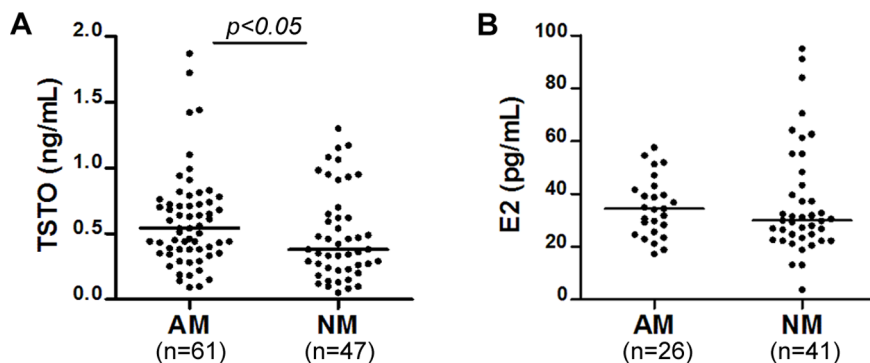 A
p<0.05
TSTO (ng/mL)
2.0
1.5
1.0
0.5
0.0
AM
NM
(n=61)
(n=47)
B
E2 (pg/mL)
100
80
60
40
20
0
AM
NM
(n=26)
(n=41)